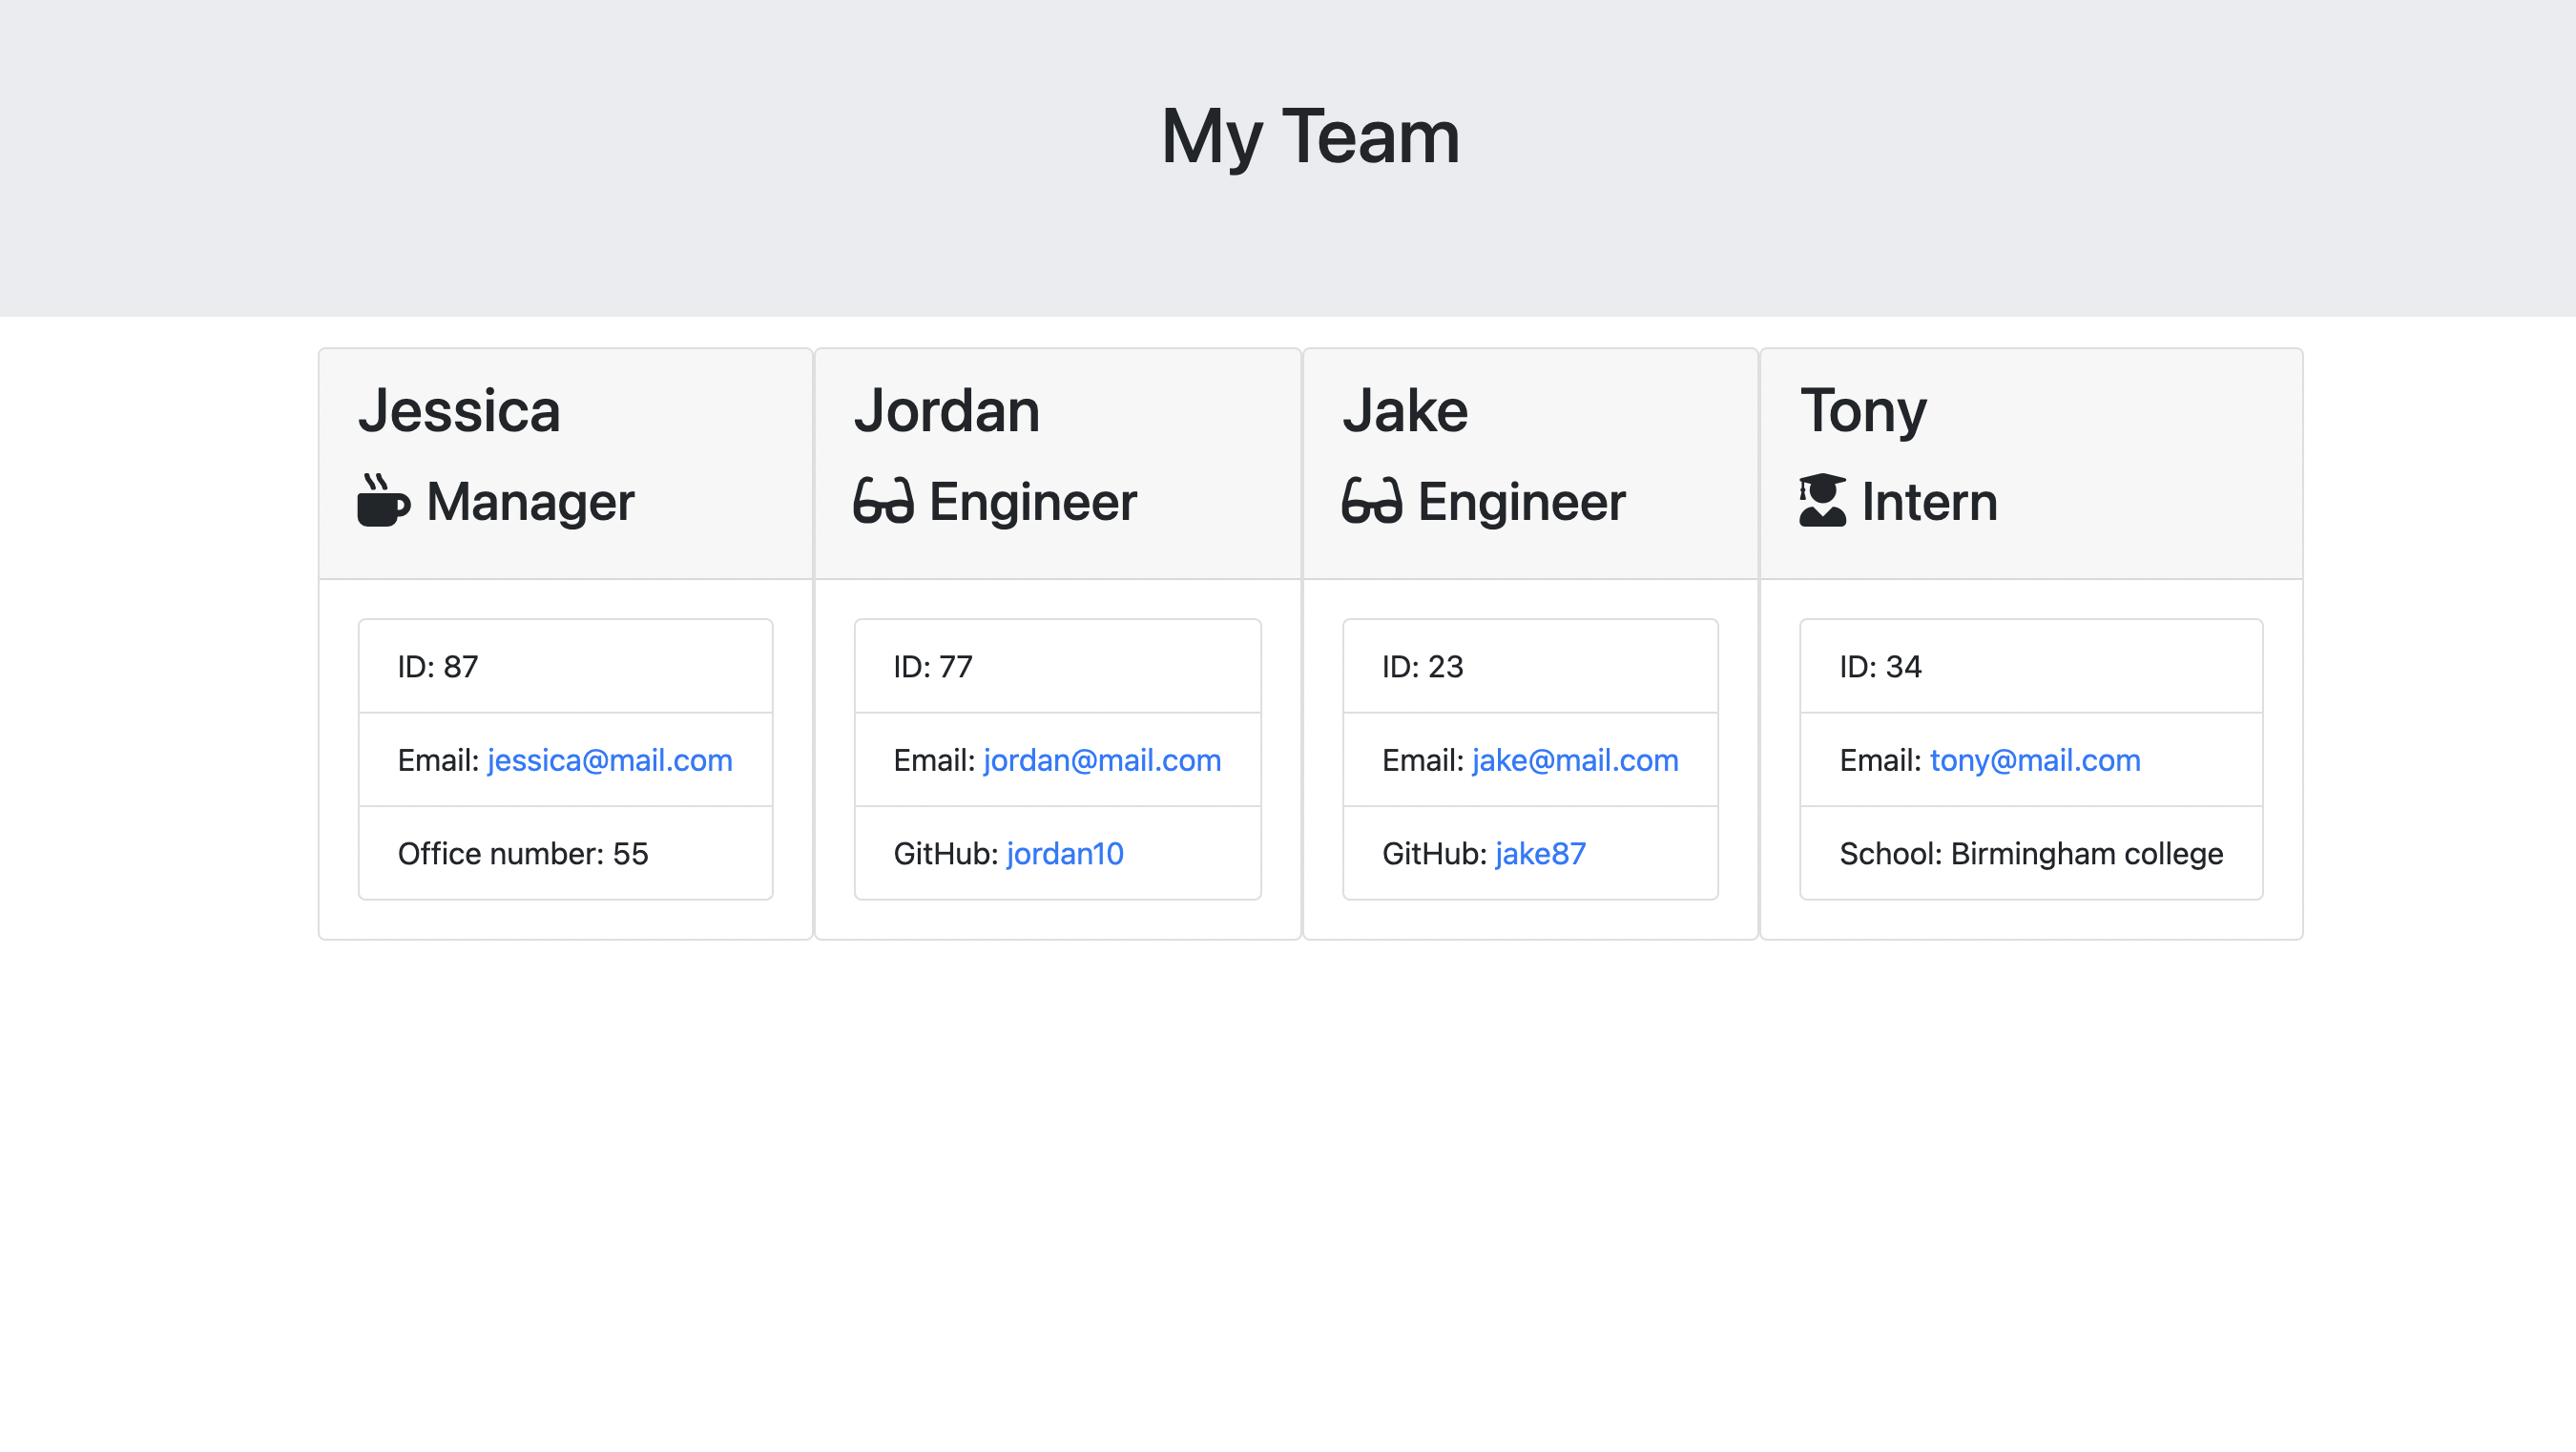 My Team
Jessica
Manager
ID: 87
Email: jessica@mail.com
Office number: 55
Jordan
Engineer
ID: 77
Email: jordan@mail.com
GitHub: jordan10
Jake
Engineer
ID: 23
Email: jake@mail.com
GitHub: jake87
Tony
Intern
ID: 34
Email: tony@mail.com
School: Birmingham college